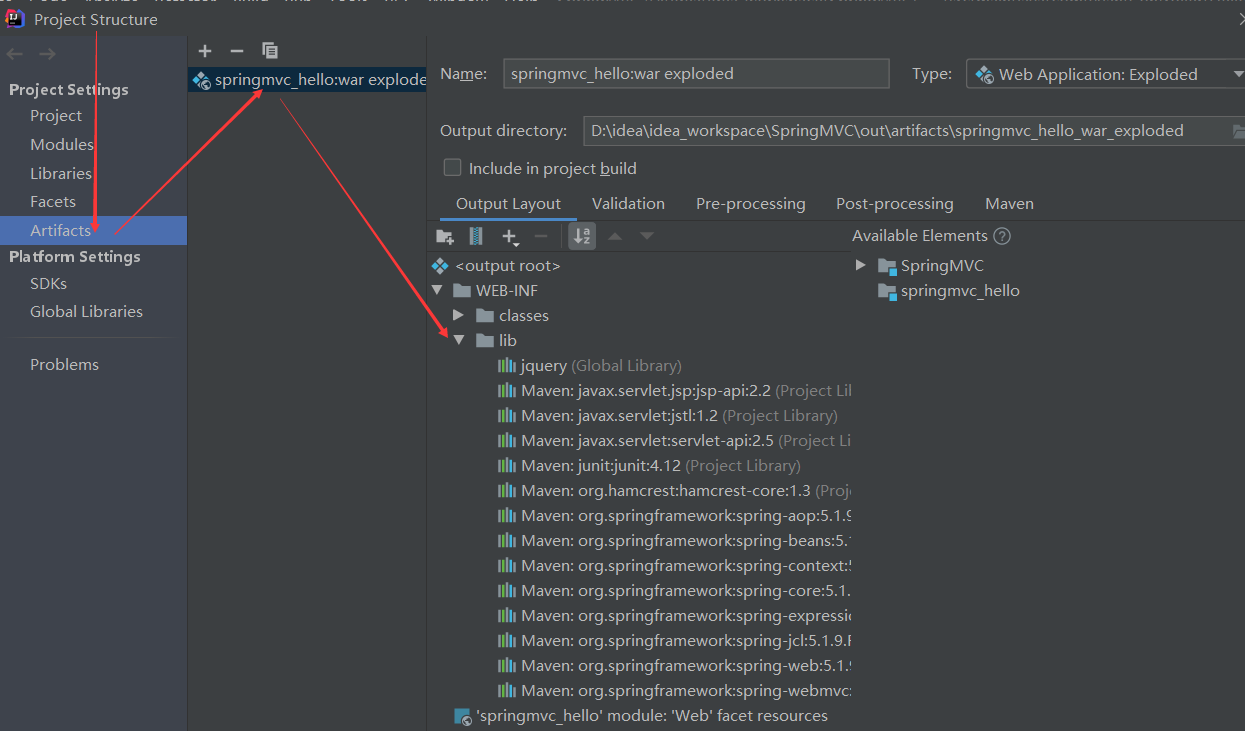 Project Structure
Project Settings
Project
Modules
Libraries
Facets
Artifacts
Platform Settings
SDKs
Global Libraries
Problems
springmvc_hello:war explode
Name: springmvc_hello:war exploded Type: Web Application: Exploded
Output directory: D:\idea\idea_workspace\SpringMVC\out\artifacts\springmvc_hello_war_exploded
Include in project build
Output Layout Validation Pre-processing Post-processing Maven
Available Elements ?
<output root>
WEB-INF
classes
lib
jquery (Global Library)
Maven: javax.servlet.jsp:jsp-api:2.2 (Project Lil
Maven: javax.servlet:jstl:1.2 (Project Library)
Maven: javax.servlet:servlet-api:2.5 (Project Li
Maven: junit:junit:4.12 (Project Library)
Maven: org.hamcrest:hamcrest-core:1.3 (Proj
Maven: org.springframework:spring-aop:5.1.9
Maven: org.springframework:spring-beans:5.
Maven: org.springframework:spring-context:
Maven: org.springframework:spring-core:5.1.
Maven: org.springframework:spring-expressi
Maven: org.springframework:spring-jcl:5.1.9.
Maven: org.springframework:spring-web:5.1.9
Maven: org.springframework:spring-webmvc:
'springmvc_hello' module: 'Web' facet resources
SpringMVC
springmvc_hello